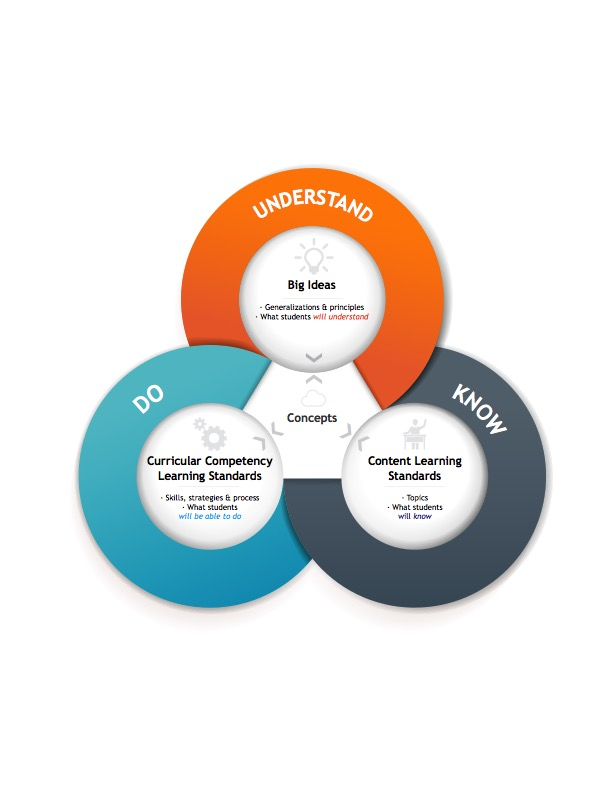 UNDERSTAND
Big Ideas
· Generalizations & principles
· What students will understand
DO
KNOW
Concepts
Curricular Competency
Learning Standards
· Skills, strategies & process
· What students
will be able to do
Content Learning
Standards
· Topics
· What students
will know